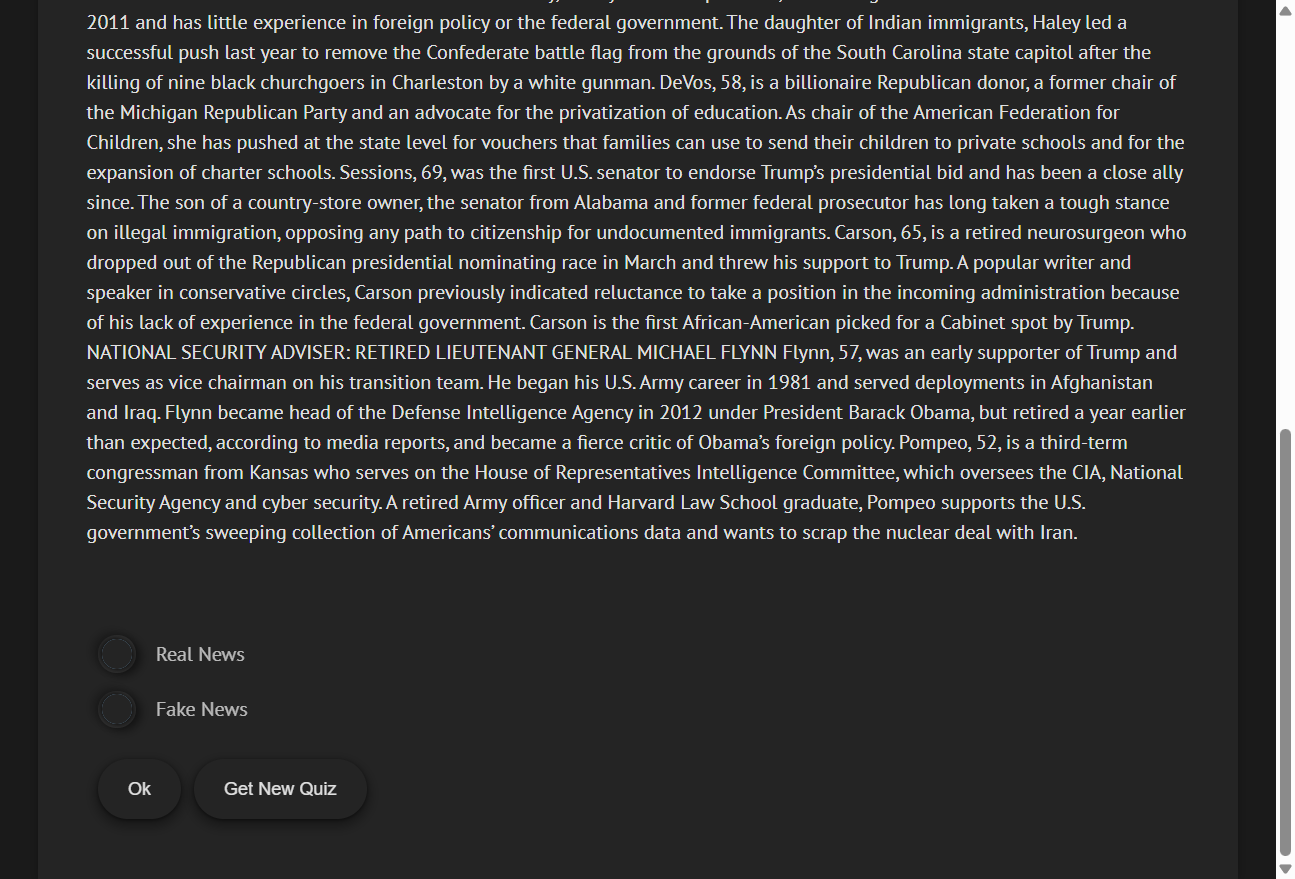 2011 and has little experience in foreign policy or the federal government. The daughter of Indian immigrants, Haley led a
successful push last year to remove the Confederate battle flag from the grounds of the South Carolina state capitol after the
killing of nine black churchgoers in Charleston by a white gunman. DeVos, 58, is a billionaire Republican donor, a former chair of
the Michigan Republican Party and an advocate for the privatization of education. As chair of the American Federation for
Children, she has pushed at the state level for vouchers that families can use to send their children to private schools and for the
expansion of charter schools. Sessions, 69, was the first U.S. senator to endorse Trump’s presidential bid and has been a close ally
since. The son of a country-store owner, the senator from Alabama and former federal prosecutor has long taken a tough stance
on illegal immigration, opposing any path to citizenship for undocumented immigrants. Carson, 65, is a retired neurosurgeon who
dropped out of the Republican presidential nominating race in March and threw his support to Trump. A popular writer and
speaker in conservative circles, Carson previously indicated reluctance to take a position in the incoming administration because
of his lack of experience in the federal government. Carson is the first African-American picked for a Cabinet spot by Trump.
NATIONAL SECURITY ADVISER: RETIRED LIEUTENANT GENERAL MICHAEL FLYNN Flynn, 57, was an early supporter of Trump and
serves as vice chairman on his transition team. He began his U.S. Army career in 1981 and served deployments in Afghanistan
and Iraq. Flynn became head of the Defense Intelligence Agency in 2012 under President Barack Obama, but retired a year earlier
than expected, according to media reports, and became a fierce critic of Obama’s foreign policy. Pompeo, 52, is a third-term
congressman from Kansas who serves on the House of Representatives Intelligence Committee, which oversees the CIA, National
Security Agency and cyber security. A retired Army officer and Harvard Law School graduate, Pompeo supports the U.S.
government’s sweeping collection of Americans’ communications data and wants to scrap the nuclear deal with Iran.
Real News
Fake News
Ok
Get New Quiz